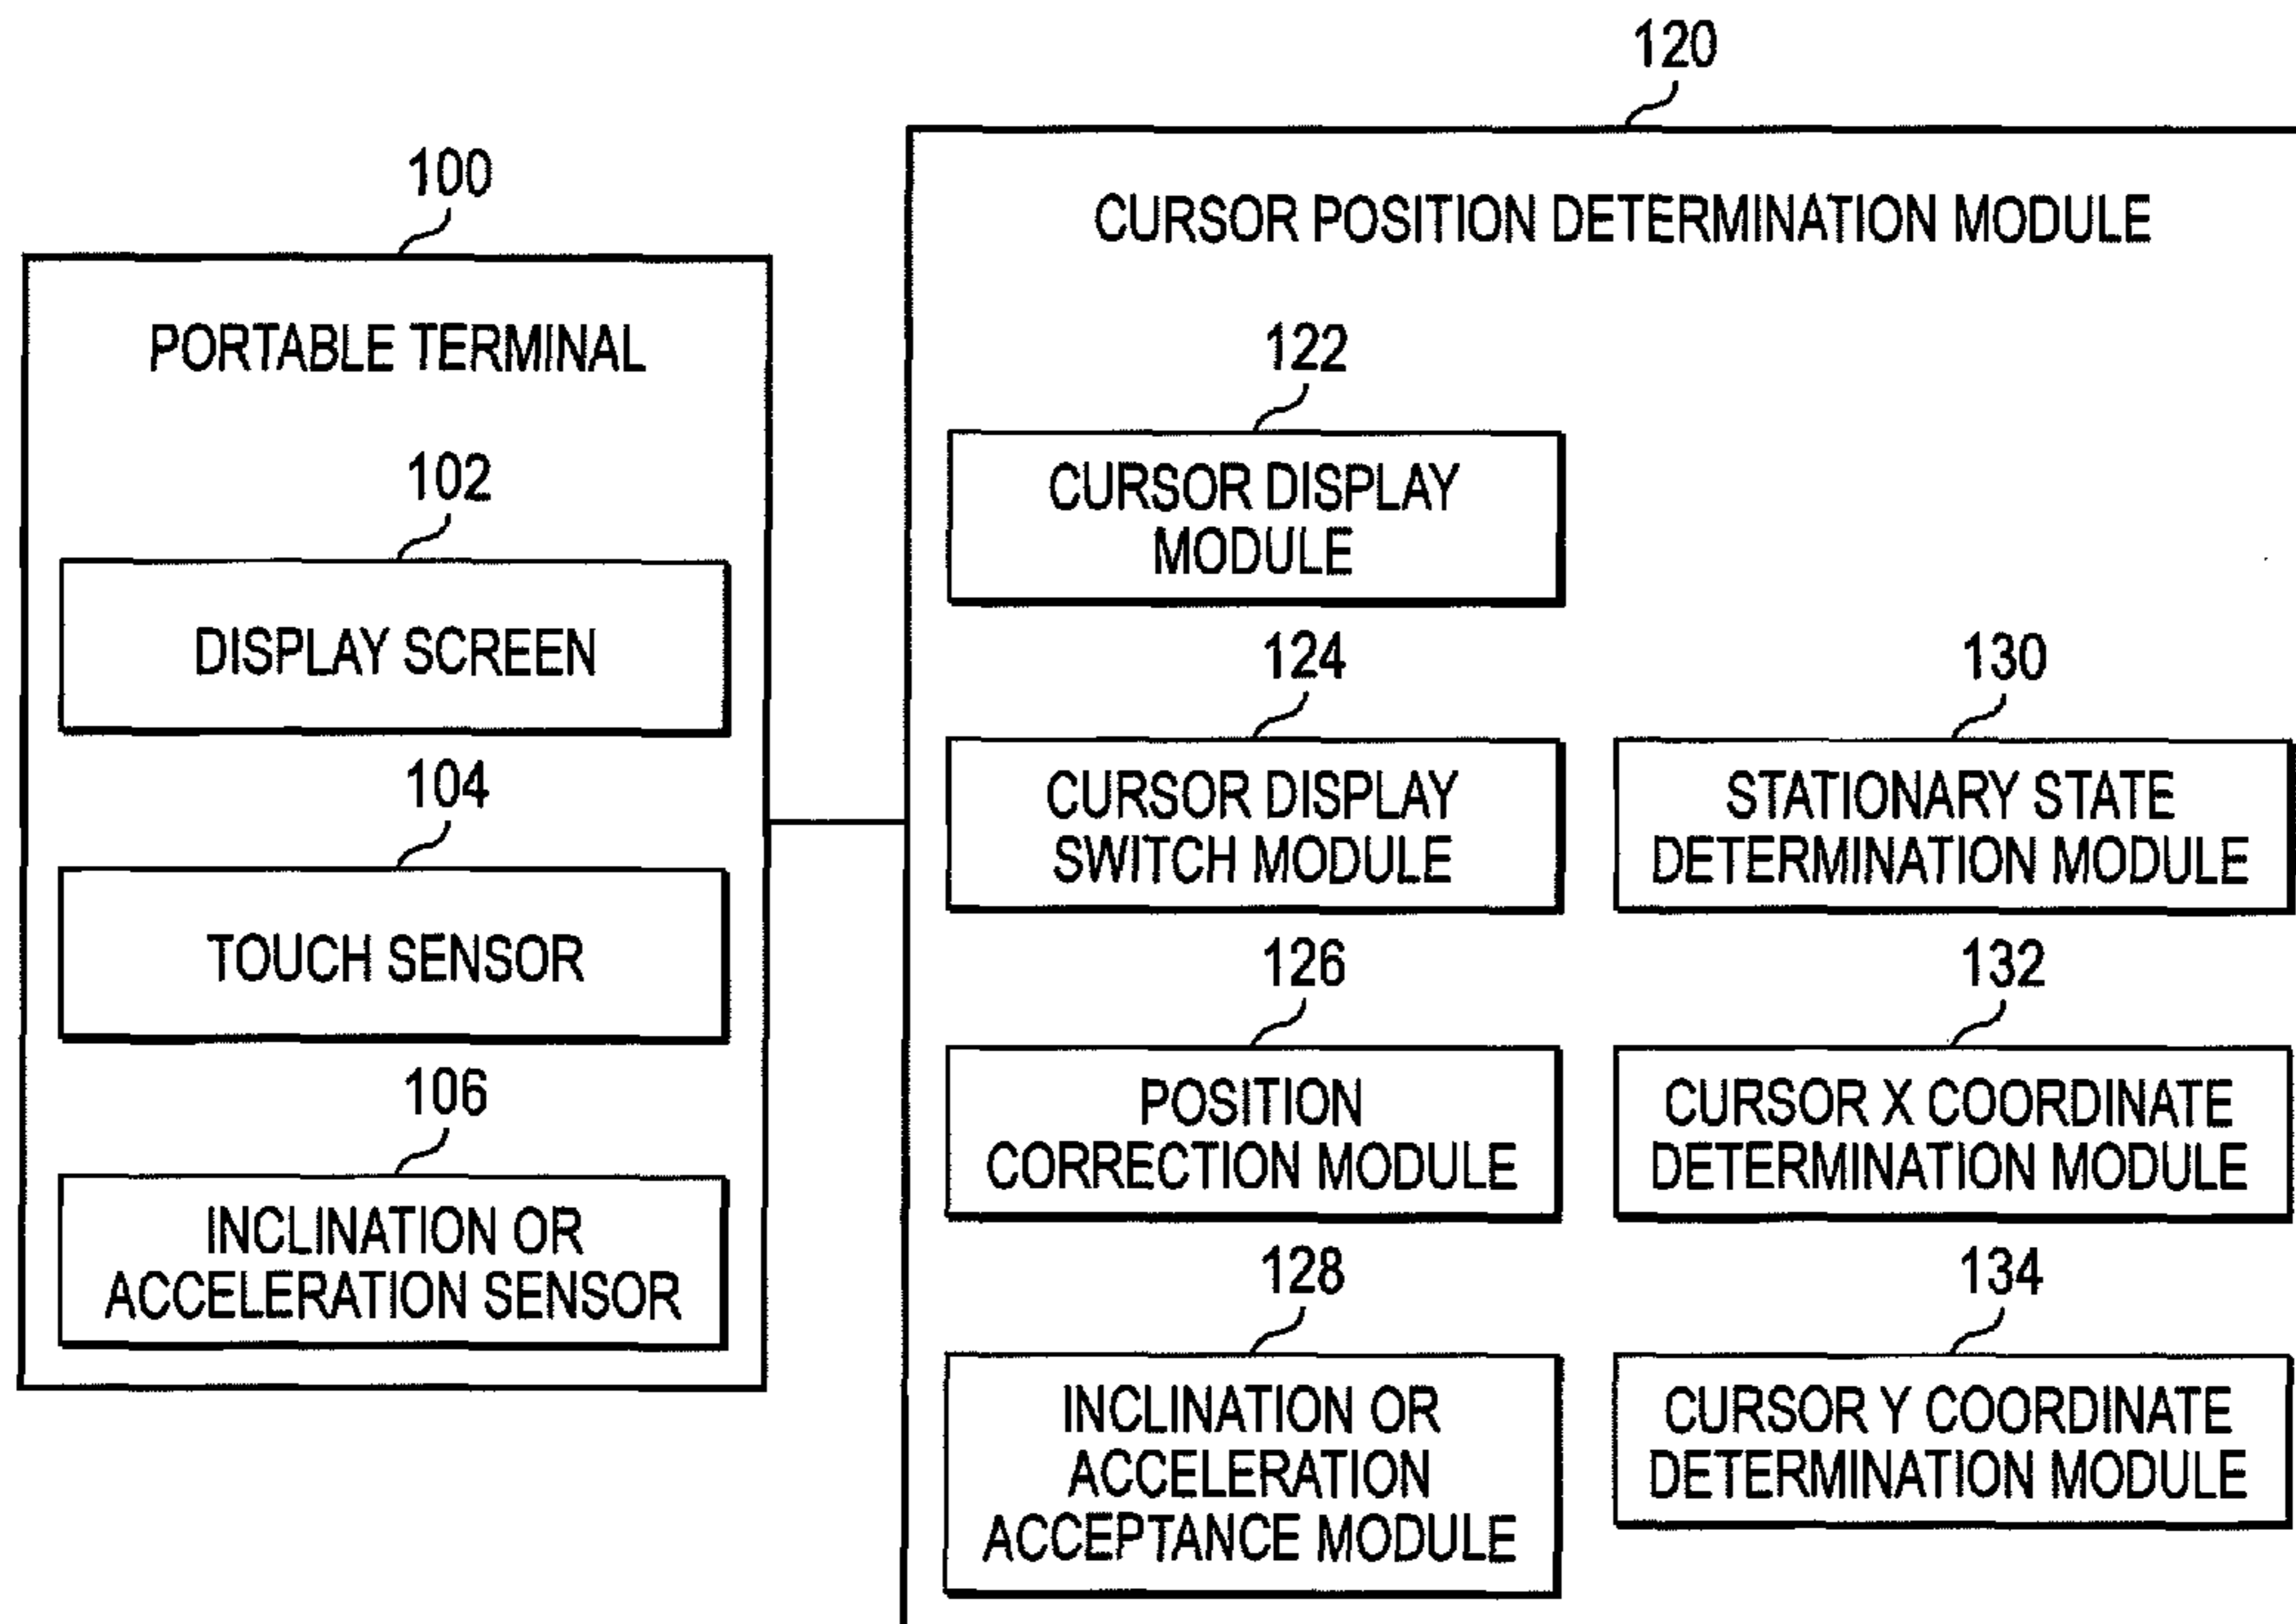 100
PORTABLE TERMINAL
102
DISPLAY SCREEN
104
TOUCH SENSOR
106
INCLINATION OR
ACCELERATION SENSOR
120
CURSOR POSITION DETERMINATION MODULE
122
CURSOR DISPLAY
MODULE
124
CURSOR DISPLAY
SWITCH MODULE
126
POSITION
CORRECTION MODULE
128
INCLINATION OR
ACCELERATION
ACCEPTANCE MODULE
130
STATIONARY STATE
DETERMINATION MODULE
132
CURSOR X COORDINATE
DETERMINATION MODULE
134
CURSOR Y COORDINATE
DETERMINATION MODULE